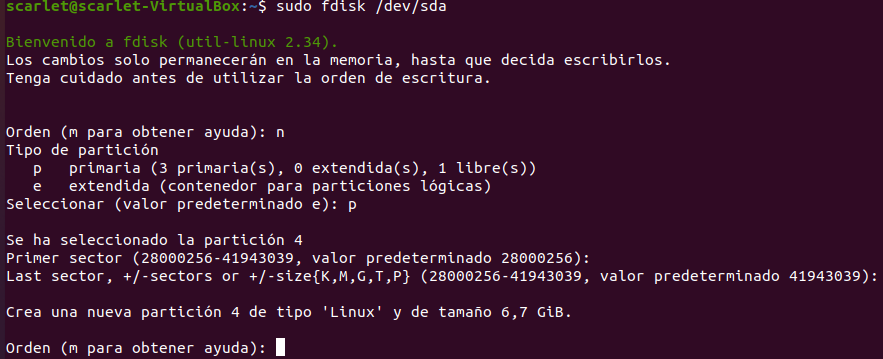 scarlet@scarlet-VirtualBox:~$ sudo fdisk /dev/sda
Bienvenido a fdisk (util-linux 2.34).
Los cambios solo permanecerán en la memoria, hasta que decida escribirlos.
Tenga cuidado antes de utilizar la orden de escritura.
Orden (m para obtener ayuda): n
Tipo de partición
p primaria (3 primaria(s), 0 extendida(s), 1 libre(s))
e extendida (contenedor para particiones lógicas)
Seleccionar (valor predeterminado e): p
Se ha seleccionado la partición 4
Primer sector (28000256-41943039, valor predeterminado 28000256):
Last sector, +/-sectors or +/-size{K,M,G,T,P} (28000256-41943039, valor predeterminado 41943039):
Crea una nueva partición 4 de tipo 'Linux' y de tamaño 6,7 GiB.
Orden (m para obtener ayuda):